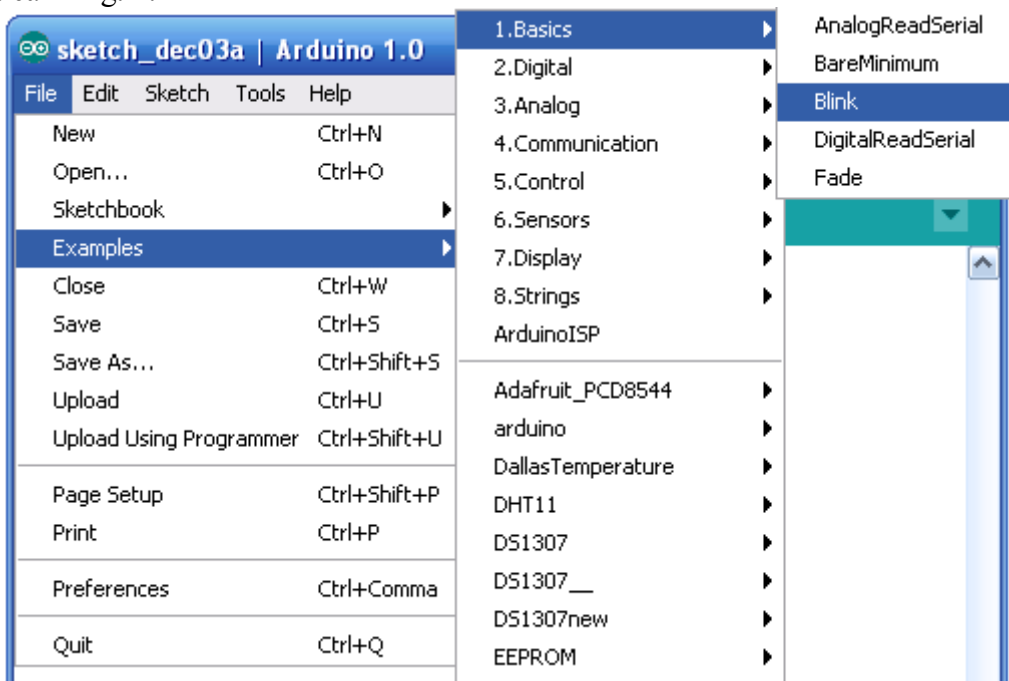 sketch_dec03a | Arduino 1.0
File Edit Sketch Tools Help
New Ctrl+N
Open... Ctrl+O
Sketchbook
Examples
Close Ctrl+W
Save Ctrl+S
Save As... Ctrl+Shift+S
Upload Ctrl+U
Upload Using Programmer Ctrl+Shift+U
Page Setup Ctrl+Shift+P
Print Ctrl+P
Preferences Ctrl+Comma
Quit Ctrl+Q
1.Basics
2.Digital
3.Analog
4.Communication
5.Control
6.Sensors
7.Display
8.Strings
ArduinoISP
Adafruit_PCD8544
arduino
DallasTemperature
DHT11
DS1307
DS1307__
DS1307new
EEPROM
AnalogReadSerial
BareMinimum
Blink
DigitalReadSerial
Fade